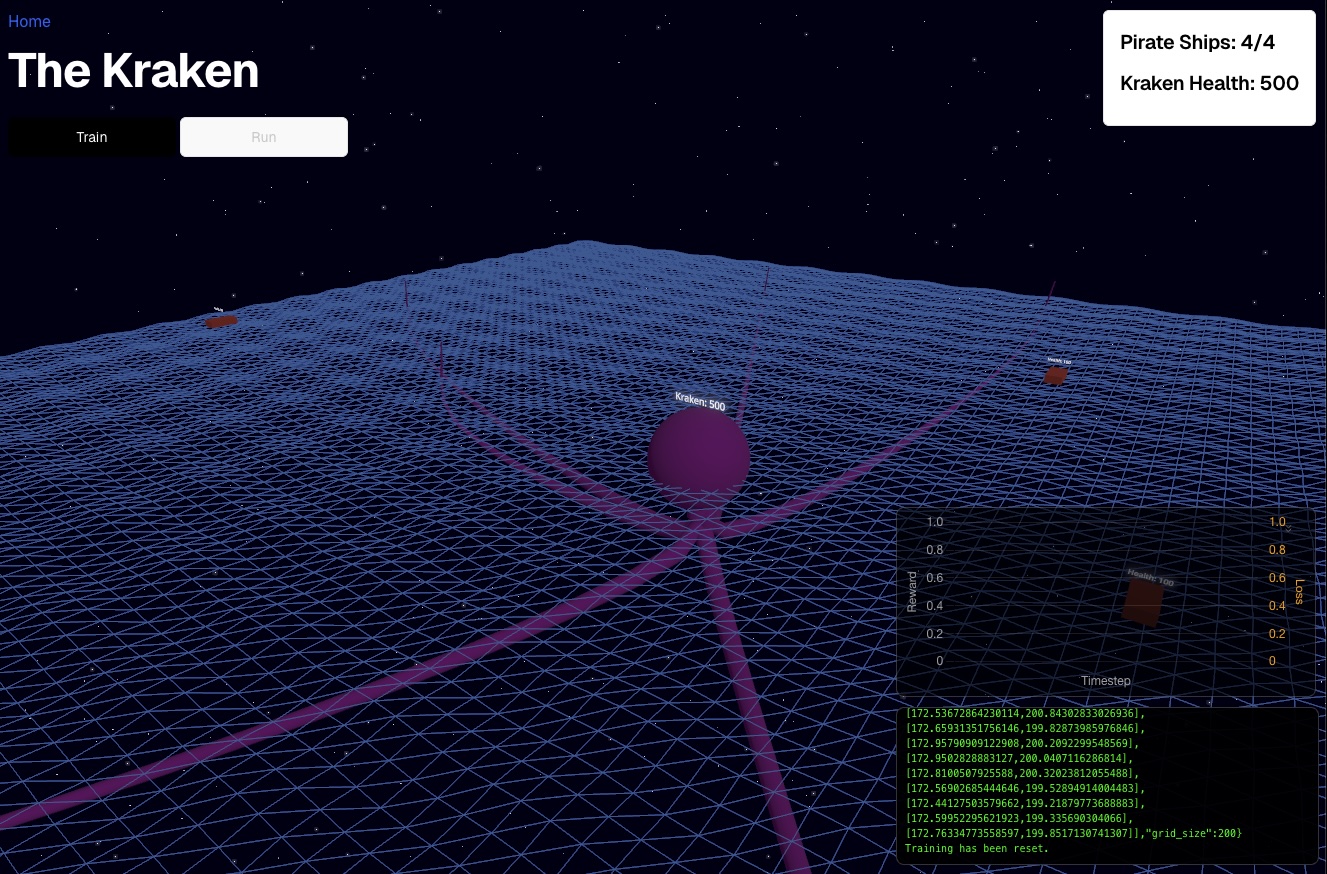 Home
The Kraken
Train
Run
Pirate Ships: 4/4
Kraken Health: 500
Health: 100
Kraken: 500
1.0
0.8
0.6
0.4
0.2
0
Reward
Health: 100
1.0
0.8
0.6
0.4
0.2
0
Loss
Timestep
[172.53672864230114,200.84302833026936],
[172.65931351756146,199.82873985976846],
[172.95790909122908,200.2092299548569],
[172.9502828883127,200.0407116286814],
[172.8100507925588,200.32023812055488],
[172.56902685444646,199.52894914004483],
[172.44127503579662,199.21879773688883],
[172.59952295621923,199.335690304066],
[172.76334773558597,199.8517130741307]],"grid_size":200}
Training has been reset.